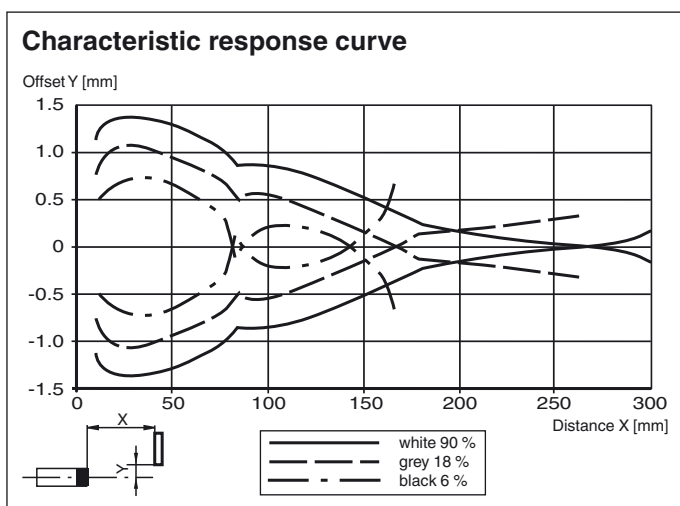 Characteristic response curve
Offset Y [mm]
1.5
1.0
0.5
0
-0.5
-1.0
-1.5
0 50 100 150 200 250 300
Distance X [mm]
X
Y
white 90 %
grey 18 %
black 6 %